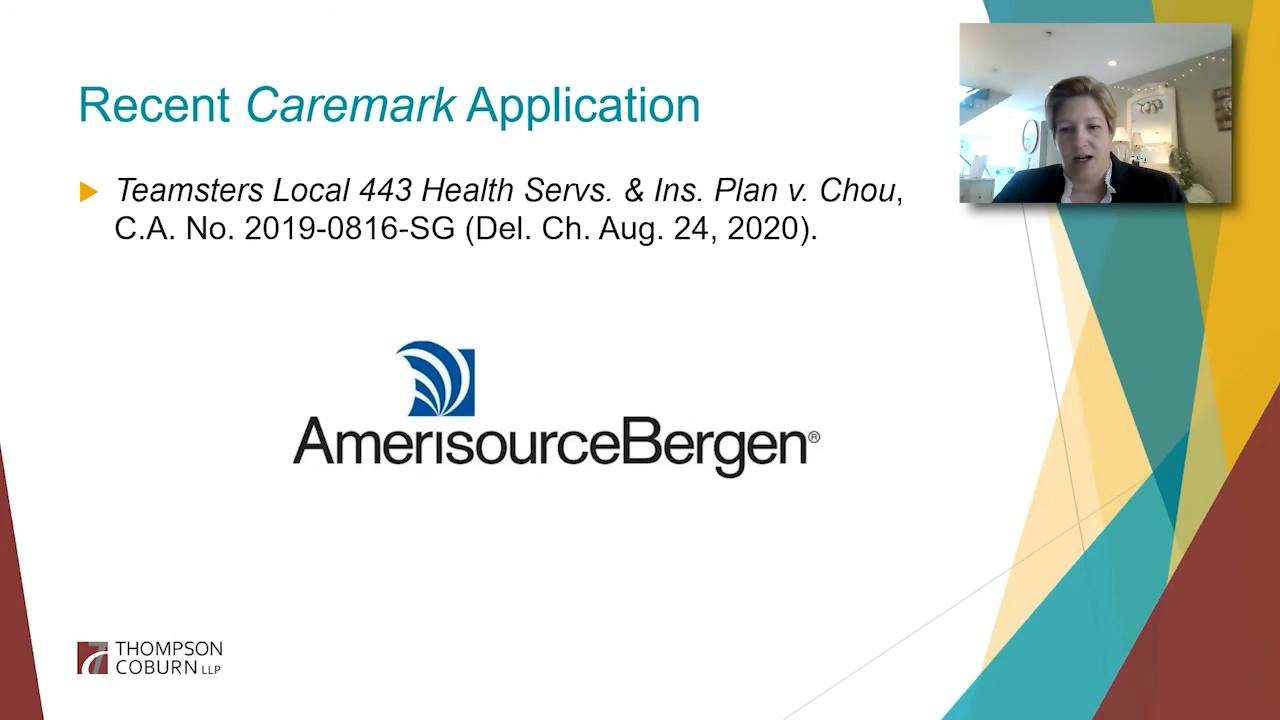 Recent Caremark Application
Teamsters Local 443 Health Servs. & Ins. Plan v. Chou,
C.A. No. 2019-0816-SG (Del. Ch. Aug. 24, 2020).
AmerisourceBergen®
THOMPSON
COBURN LLP